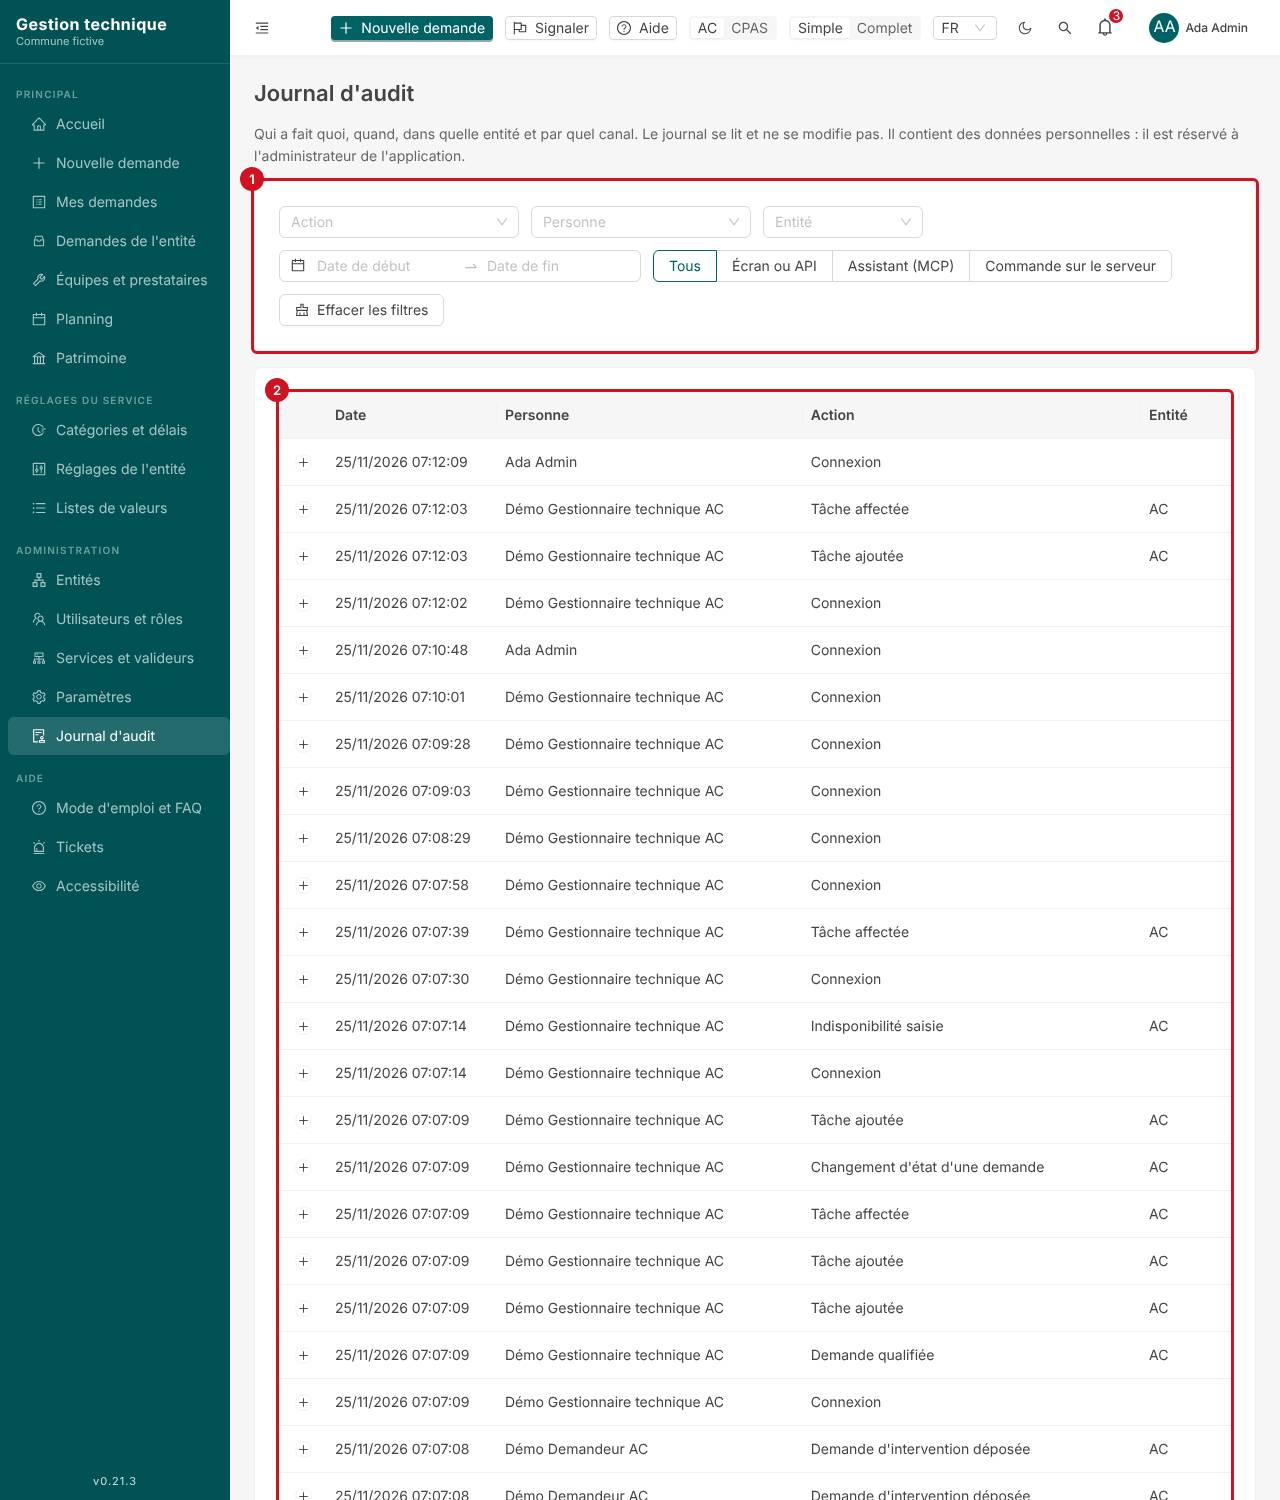 Gestion technique
Commune fictive
Nouvelle demande
Signaler
Aide
AC CPAS
Simple Complet
FR
3
AA
Ada Admin
PRINCIPAL
Accueil
Nouvelle demande
Mes demandes
Demandes de l'entité
Équipes et prestataires
Planning
Patrimoine
RÉGLAGES DU SERVICE
Catégories et délais
Réglages de l'entité
Listes de valeurs
ADMINISTRATION
Entités
Utilisateurs et rôles
Services et valideurs
Paramètres
Journal d'audit
AIDE
Mode d'emploi et FAQ
Tickets
Accessibilité
v0.21.3
Journal d'audit
Qui a fait quoi, quand, dans quelle entité et par quel canal. Le journal se lit et ne se modifie pas. Il contient des données personnelles : il est réservé à
l'administrateur de l'application.
1
Action Personne Entité
Date de début Date de fin Tous Écran ou API Assistant (MCP) Commande sur le serveur
Effacer les filtres
2
Date Personne Action Entité
25/11/2026 07:12:09 Ada Admin Connexion
25/11/2026 07:12:03 Démo Gestionnaire technique AC Tâche affectée AC
25/11/2026 07:12:03 Démo Gestionnaire technique AC Tâche ajoutée AC
25/11/2026 07:12:02 Démo Gestionnaire technique AC Connexion
25/11/2026 07:10:48 Ada Admin Connexion
25/11/2026 07:10:01 Démo Gestionnaire technique AC Connexion
25/11/2026 07:09:28 Démo Gestionnaire technique AC Connexion
25/11/2026 07:09:03 Démo Gestionnaire technique AC Connexion
25/11/2026 07:08:29 Démo Gestionnaire technique AC Connexion
25/11/2026 07:07:58 Démo Gestionnaire technique AC Connexion
25/11/2026 07:07:39 Démo Gestionnaire technique AC Tâche affectée AC
25/11/2026 07:07:30 Démo Gestionnaire technique AC Connexion
25/11/2026 07:07:14 Démo Gestionnaire technique AC Indisponibilité saisie AC
25/11/2026 07:07:14 Démo Gestionnaire technique AC Connexion
25/11/2026 07:07:09 Démo Gestionnaire technique AC Tâche ajoutée AC
25/11/2026 07:07:09 Démo Gestionnaire technique AC Changement d'état d'une demande AC
25/11/2026 07:07:09 Démo Gestionnaire technique AC Tâche affectée AC
25/11/2026 07:07:09 Démo Gestionnaire technique AC Tâche ajoutée AC
25/11/2026 07:07:09 Démo Gestionnaire technique AC Tâche ajoutée AC
25/11/2026 07:07:09 Démo Gestionnaire technique AC Demande qualifiée AC
25/11/2026 07:07:09 Démo Gestionnaire technique AC Connexion
25/11/2026 07:07:08 Démo Demandeur AC Demande d'intervention déposée AC
25/11/2026 07:07:08 Démo Demandeur AC Demande d'intervention déposée AC